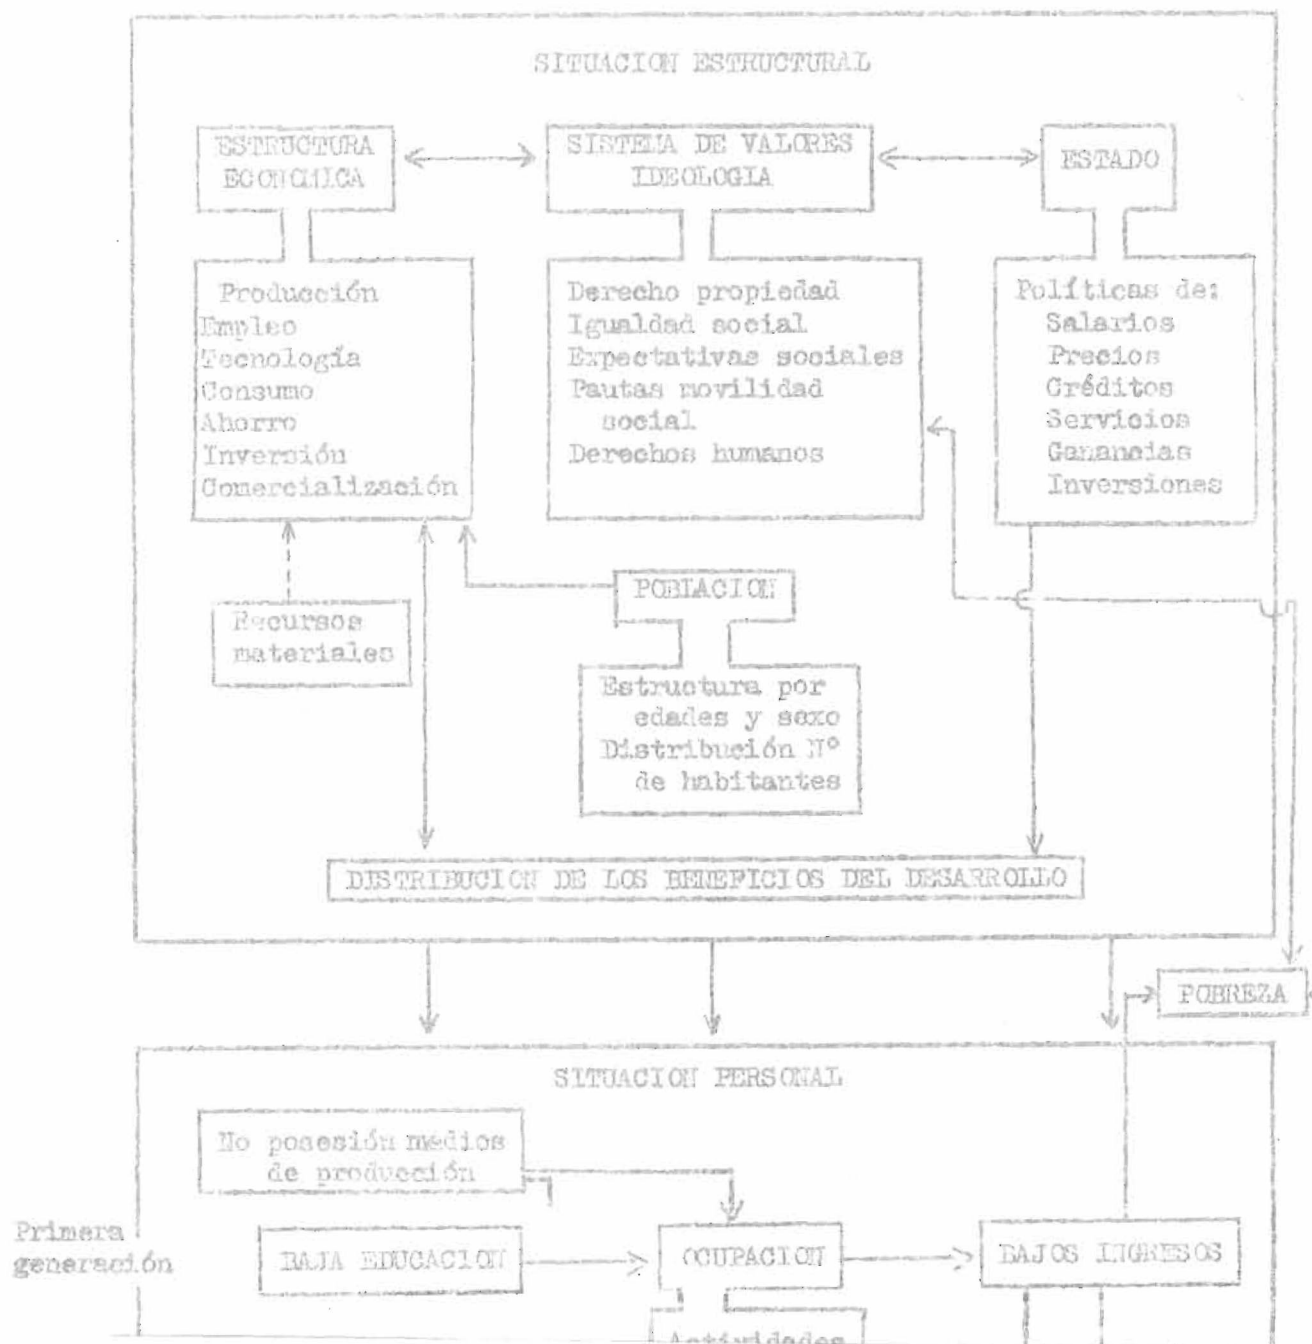 SITUACION ESTRUCTURAL
ESTRUCTURA
ECONOMICA
SISTEMA DE VALORES
IDEOLOGIA
ESTADO
Producción
Empleo
Tecnología
Consumo
Ahorro
Inversión
Comercialización
Derecho propiedad
Igualdad social
Expectativas sociales
Pautas movilidad
social
Derechos humanos
Políticas de:
Salarios
Precios
Créditos
Servicios
Ganancias
Inversiones
Recursos
materiales
POBLACION
Estructura por
edades y sexo
Distribución Nº
de habitantes
DISTRIBUCION DE LOS BENEFICIOS DEL DESARROLLO
POBREZA
SITUACION PERSONAL
No posesión medios
de producción
Primera
generación
BAJA EDUCACION
OCUPACION
BAJOS INGRESOS
Actividades